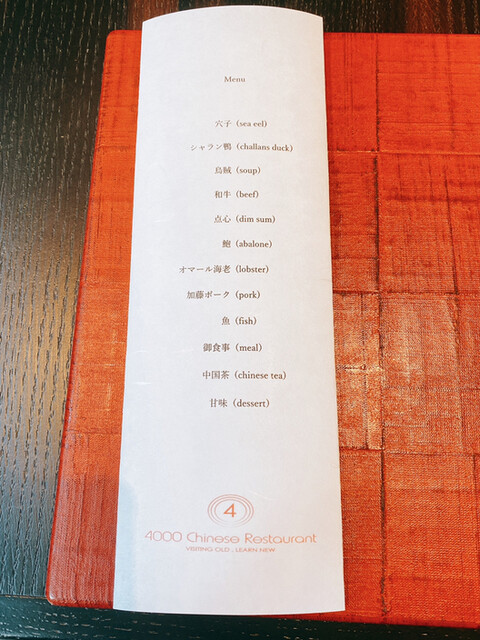 Menu
穴子（sea eel）
シャラン鴨（challans duck）
烏賊（soup）
和牛（beef）
点心（dim sum）
鮑（abalone）
オマール海老（lobster）
加藤ポーク（pork）
魚（fish）
御食事（meal）
中国茶（chinese tea）
甘味（dessert）
4
4000 Chinese Restaurant
VISITING OLD , LEARN NEW